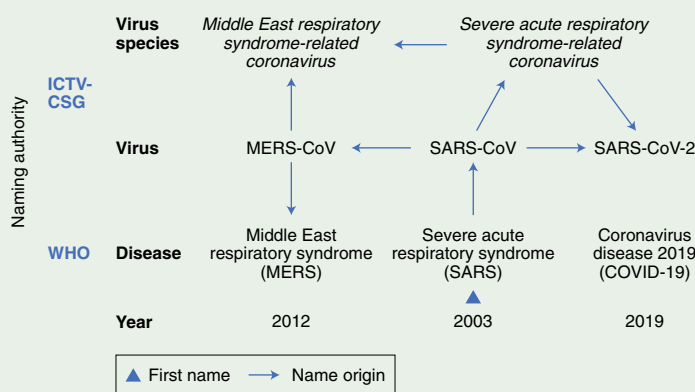 Virus
species
Middle East respiratory
syndrome-related
coronavirus
Severe acute respiratory
syndrome-related
coronavirus
Naming authority
ICTV-
CSG
Virus
MERS-CoV
SARS-CoV
SARS-CoV-2
WHO
Disease
Middle East
respiratory syndrome
(MERS)
Severe acute
respiratory syndrome
(SARS)
Coronavirus
disease 2019
(COVID-19)
Year
2012
2003
2019
First name
Name origin